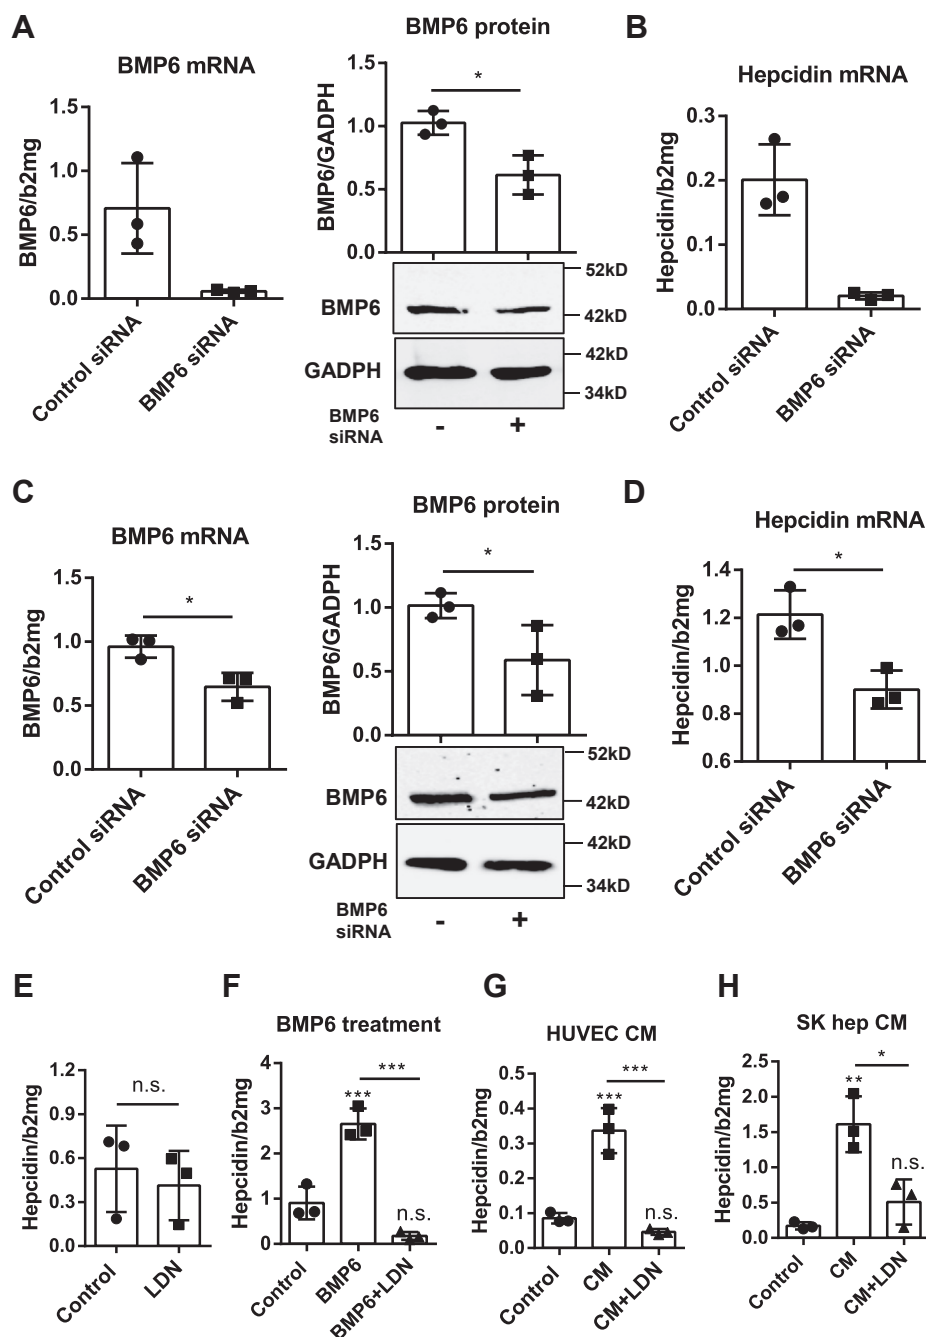 A
BMP6 mRNA
BMP6/b2mg
1.5
1.0
0.5
0.0
Control siRNA
BMP6 siRNA
BMP6 protein
BMP6/GADPH
1.5
1.0
0.5
0.0
*
BMP6
52kD
42kD
GADPH
42kD
34kD
BMP6
siRNA
-
+
B
Hepcidin mRNA
Hepcidin/b2mg
0.3
0.2
0.1
0.0
Control siRNA
BMP6 siRNA
C
BMP6 mRNA
BMP6/b2mg
1.5
1.0
0.5
0.0
*
Control siRNA
BMP6 siRNA
BMP6 protein
BMP6/GADPH
1.5
1.0
0.5
0.0
*
BMP6
52kD
42kD
GADPH
42kD
34kD
BMP6
siRNA
-
+
D
Hepcidin mRNA
Hepcidin/b2mg
1.4
1.2
1.0
0.8
0.6
*
Control siRNA
BMP6 siRNA
E
Hepcidin/b2mg
1.2
0.9
0.6
0.3
0.0
n.s.
Control
LDN
F
BMP6 treatment
Hepcidin/b2mg
4
3
2
1
0
***
***
n.s.
Control
BMP6
BMP6+LDN
G
HUVEC CM
Hepcidin/b2mg
0.5
0.4
0.3
0.2
0.1
0.0
***
***
n.s.
Control
CM
CM+LDN
H
SK hep CM
Hepcidin/b2mg
2.5
2.0
1.5
1.0
0.5
0.0
*
**
n.s.
Control
CM
CM+LDN